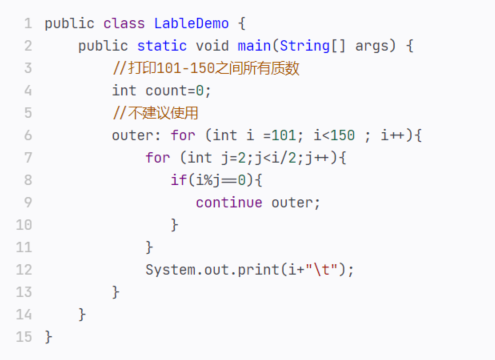 1 public class LableDemo {
2     public static void main(String[] args) {
3         //打印101-150之间所有质数
4         int count=0;
5         //不建议使用
6         outer: for (int i =101; i<150 ; i++){
7             for (int j=2;j<i/2;j++){
8                if(i%j==0){
9                   continue outer;
10                }
11             }
12             System.out.print(i+"\t");
13         }
14     }
15 }